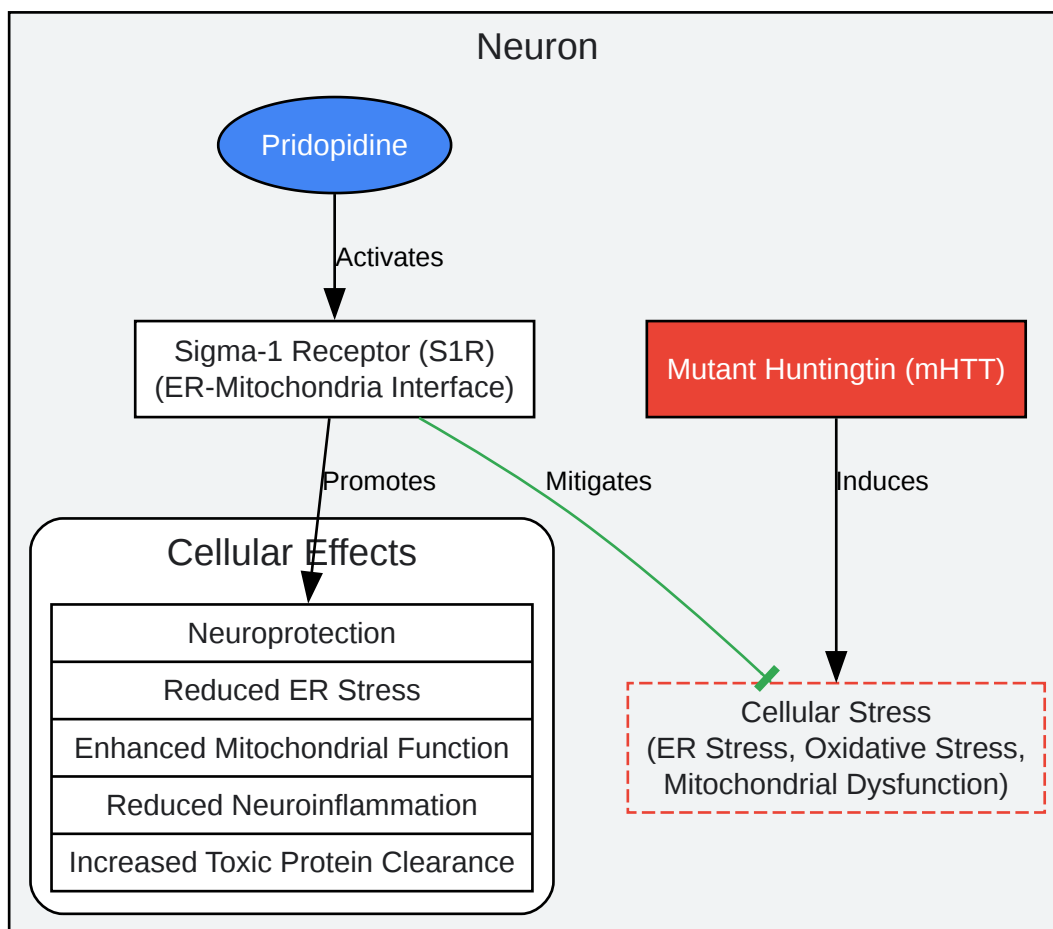 Neuron
Pridopidine
Activates
Sigma-1 Receptor (S1R)
(ER-Mitochondria Interface)
Mutant Huntingtin (mHTT)
Promotes
Mitigates
Induces
Cellular Effects
Neuroprotection
Reduced ER Stress
Enhanced Mitochondrial Function
Reduced Neuroinflammation
Increased Toxic Protein Clearance
Cellular Stress
(ER Stress, Oxidative Stress,
Mitochondrial Dysfunction)